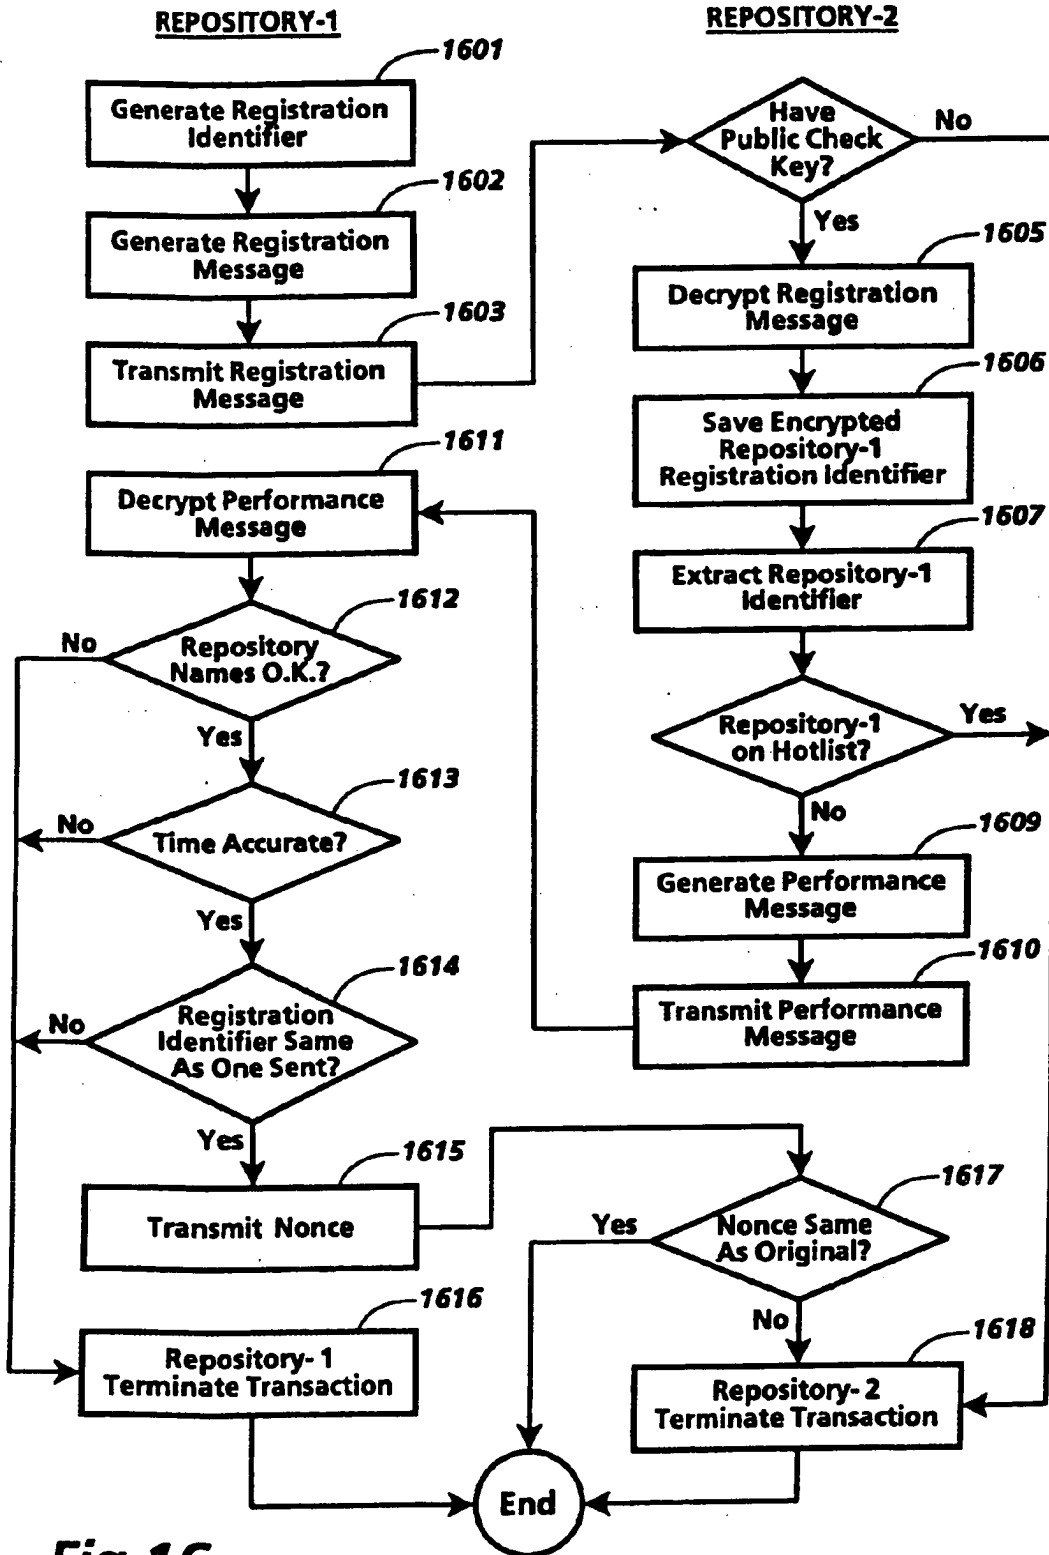 REPOSITORY-1
1601
Generate Registration
Identifier
1602
Generate Registration
Message
1603
Transmit Registration
Message
1611
Decrypt Performance
Message
1612
No
Repository
Names O.K.?
Yes
1613
No
Time Accurate?
Yes
1614
No
Registration
Identifier Same
As One Sent?
Yes
1615
Transmit Nonce
1616
Repository- 1
Terminate Transaction
REPOSITORY-2
Have
Public Check
Key?
No
Yes
1605
Decrypt Registration
Message
1606
Save Encrypted
Repository-1
Registration Identifier
1607
Extract Repository-1
Identifier
Repository-1
on Hotlist?
Yes
No
1609
Generate Performance
Message
1610
Transmit Performance
Message
1617
Yes
Nonce Same
As Original?
No
1618
Repository- 2
Terminate Transaction
End
Fig.16